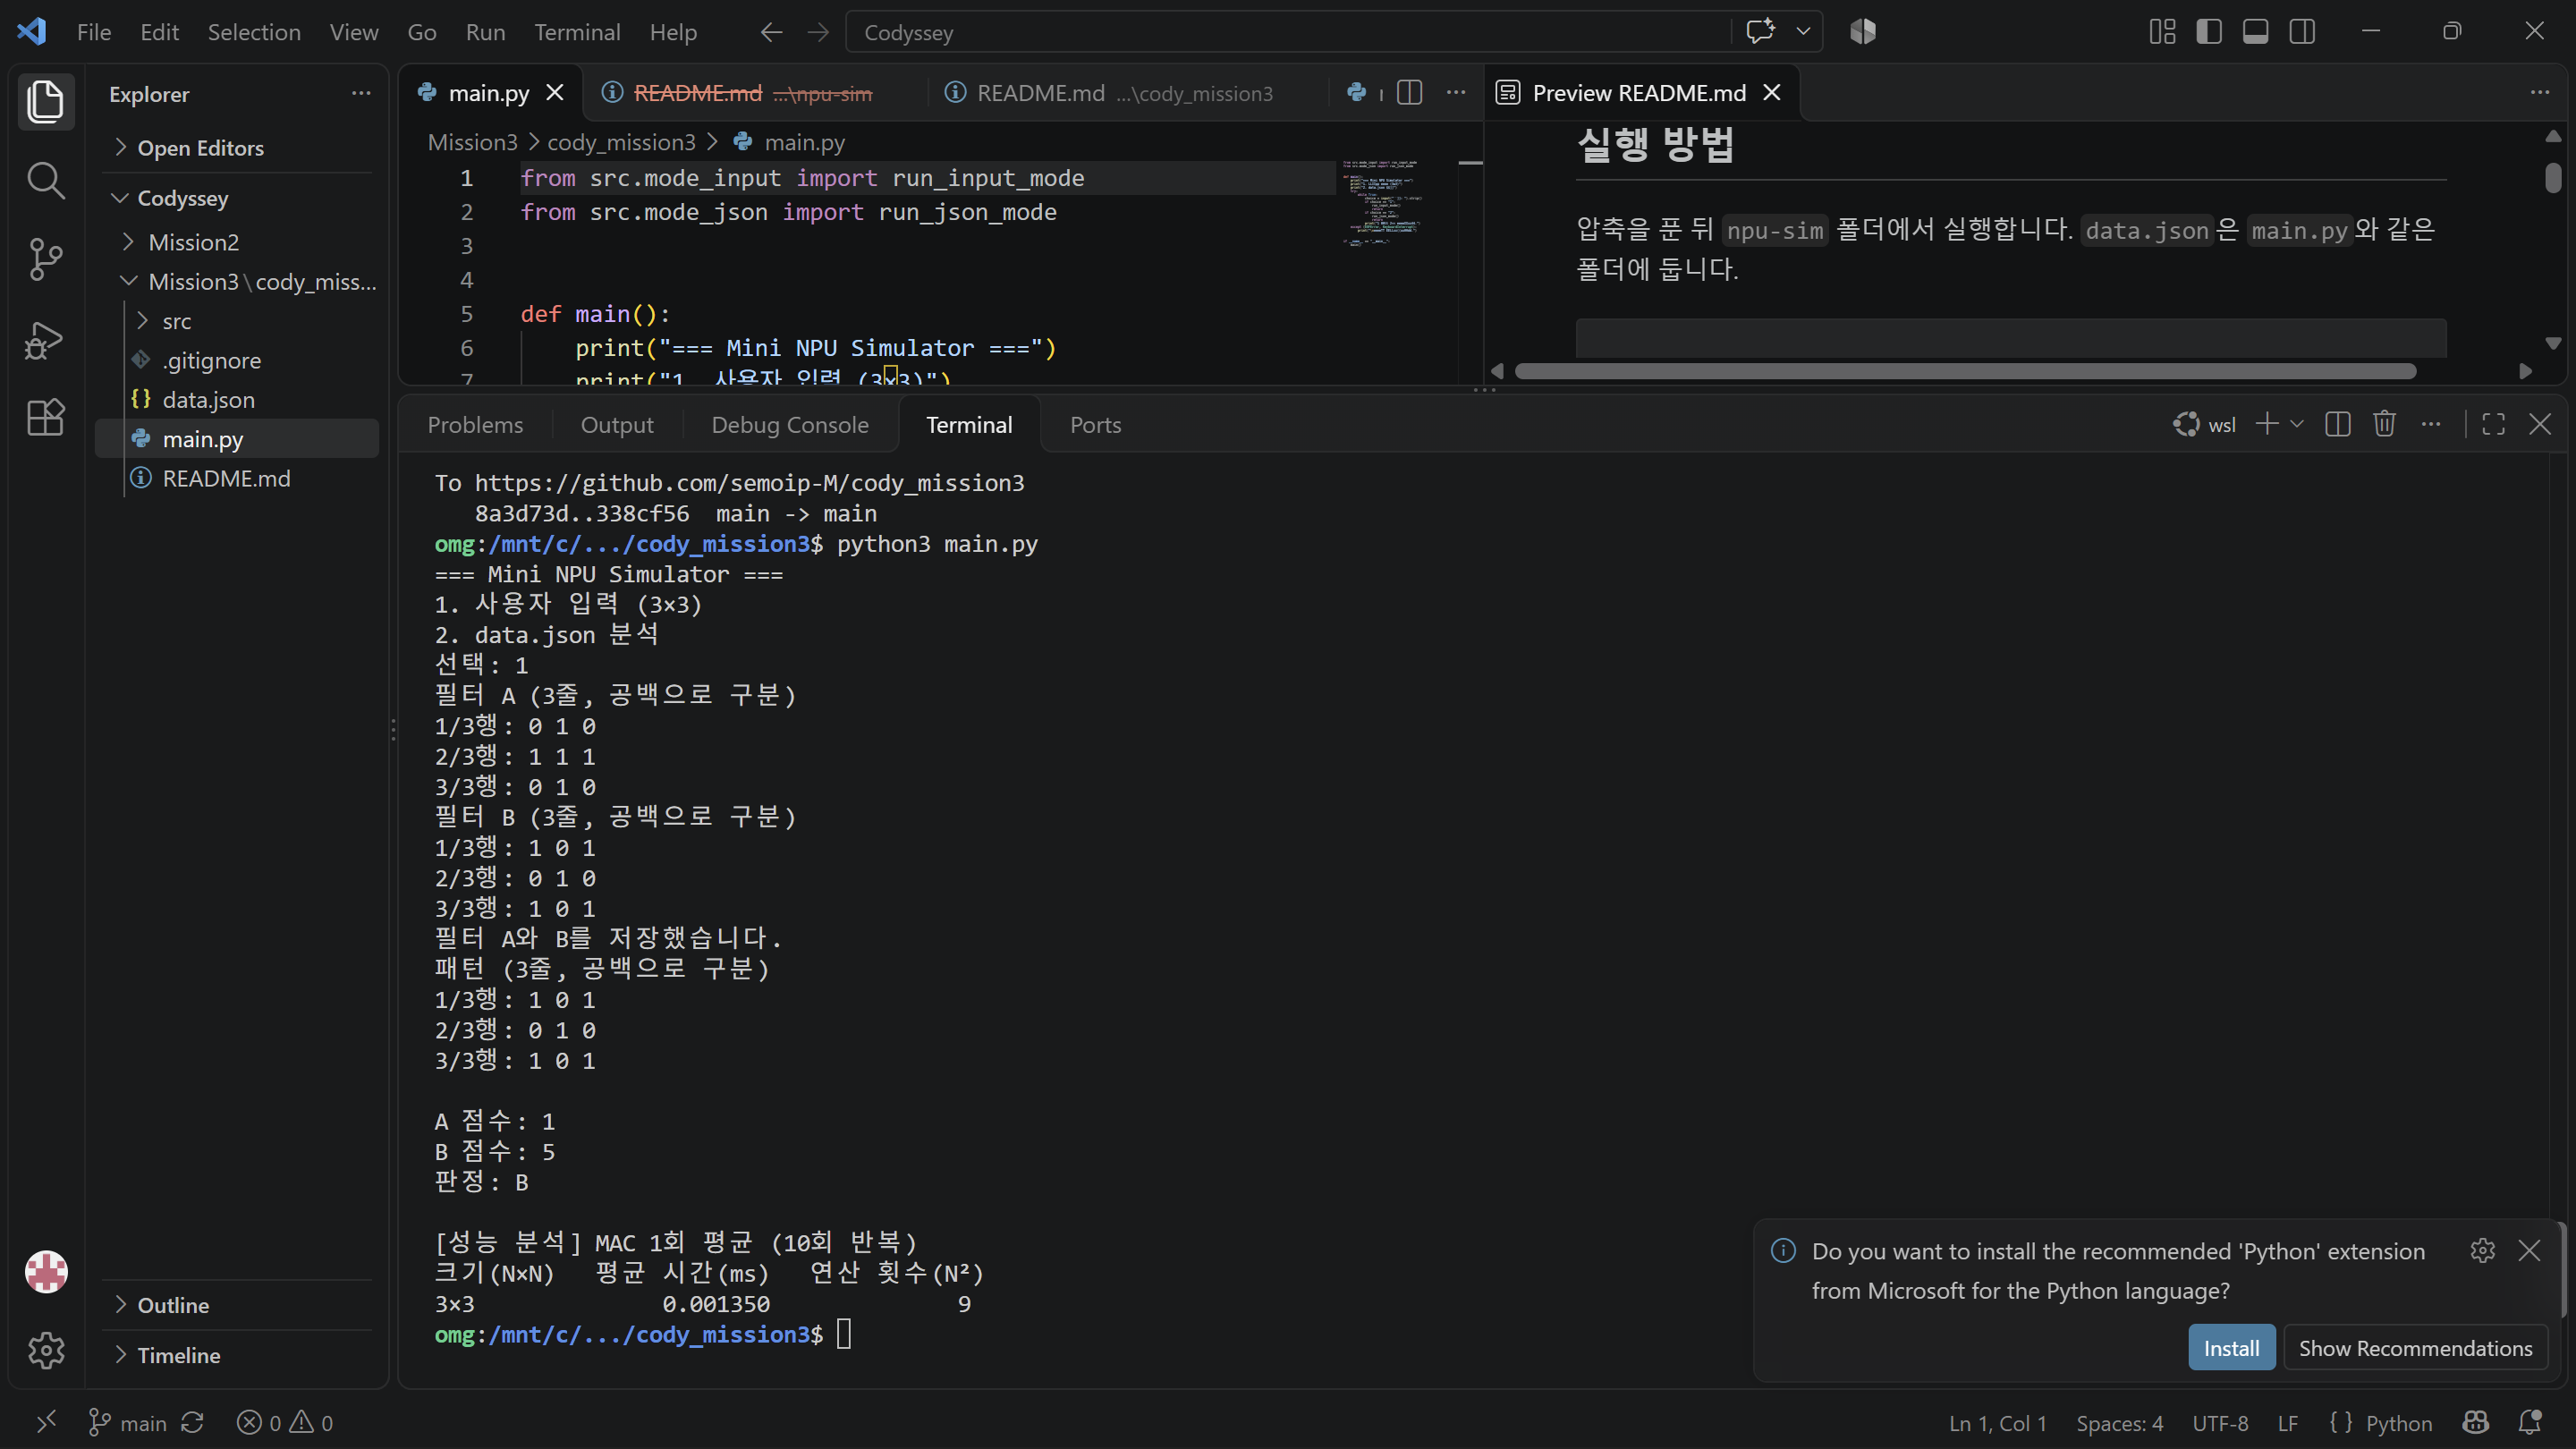 File Edit Selection View Go Run Terminal Help
Codyssey
Explorer
Open Editors
Codyssey
Mission2
Mission3\cody_miss...
src
.gitignore
data.json
main.py
README.md
Outline
Timeline
main.py
README.md ...\npu-sim
README.md ...\cody_mission3
Mission3 > cody_mission3 > main.py
1 from src.mode_input import run_input_mode
2 from src.mode_json import run_json_mode
3
4
5 def main():
6 print("=== Mini NPU Simulator ===")
7 print("1. 사용자 입력 (3×3)")
Preview README.md
실행 방법
압축을 푼 뒤 npu-sim 폴더에서 실행합니다. data.json은 main.py와 같은
폴더에 둡니다.
Problems Output Debug Console Terminal Ports
wsl
To https://github.com/semoip-M/cody_mission3
8a3d73d..338cf56 main -> main
omg:/mnt/c/.../cody_mission3$ python3 main.py
=== Mini NPU Simulator ===
1. 사용자 입력 (3×3)
2. data.json 분석
선택: 1
필터 A (3줄, 공백으로 구분)
1/3행: 0 1 0
2/3행: 1 1 1
3/3행: 0 1 0
필터 B (3줄, 공백으로 구분)
1/3행: 1 0 1
2/3행: 0 1 0
3/3행: 1 0 1
필터 A와 B를 저장했습니다.
패턴 (3줄, 공백으로 구분)
1/3행: 1 0 1
2/3행: 0 1 0
3/3행: 1 0 1
A 점수: 1
B 점수: 5
판정: B
[성능 분석] MAC 1회 평균 (10회 반복)
크기(N×N) 평균 시간(ms) 연산 횟수(N²)
3×3 0.001350 9
omg:/mnt/c/.../cody_mission3$
Do you want to install the recommended 'Python' extension
from Microsoft for the Python language?
Install
Show Recommendations
main
0 0
Ln 1, Col 1 Spaces: 4 UTF-8 LF { } Python